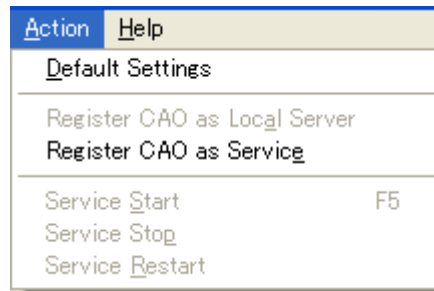 Action Help
Default Settings
Register CAO as Local Server
Register CAO as Service
Service Start F5
Service Stop
Service Restart